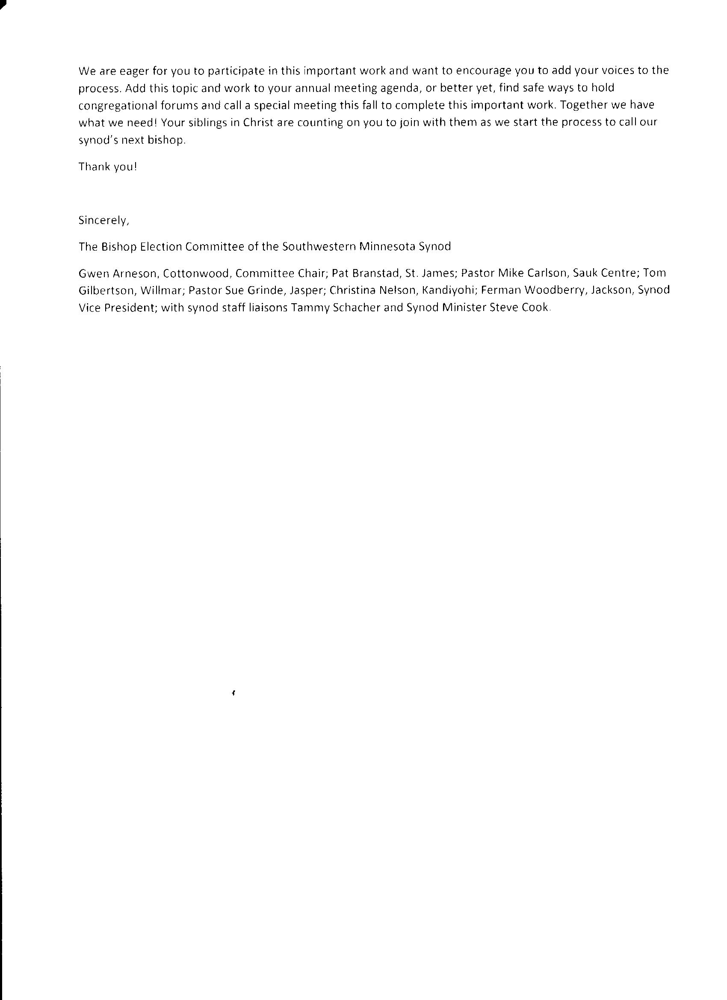 We are eager for you to participate in this important work and want to encourage you to add your voices to the
process. Add this topic and work to your annual meeting agenda, or better yet, find safe ways to hold
congregational forums and call a special meeting this fall to complete this important work. Together we have
what we need! Your siblings in Christ are counting on you to join with them as we start the process to call our
synod's next bishop.
Thank you!
Sincerely,
The Bishop Election Committee of the Southwestern Minnesota Synod
Gwen Arneson, Cottonwood, Committee Chair; Pat Branstad, St. James; Pastor Mike Carlson, Sauk Centre; Tom
Gilbertson, Willmar; Pastor Sue Grinde, Jasper; Christina Nelson, Kandiyohi; Ferman Woodberry, Jackson, Synod
Vice President; with synod staff liaisons Tammy Schacher and Synod Minister Steve Cook.